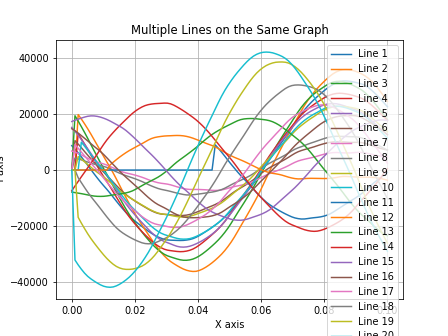 Multiple Lines on the Same Graph
40000
20000
0
−20000
−40000
axis
0.00
0.02
0.04
0.06
X axis
Line 1
Line 2
Line 3
Line 4
Line 5
Line 6
Line 7
Line 8
Line 9
Line 10
Line 11
Line 12
Line 13
Line 14
Line 15
Line 16
Line 17
Line 18
Line 19
Line 20